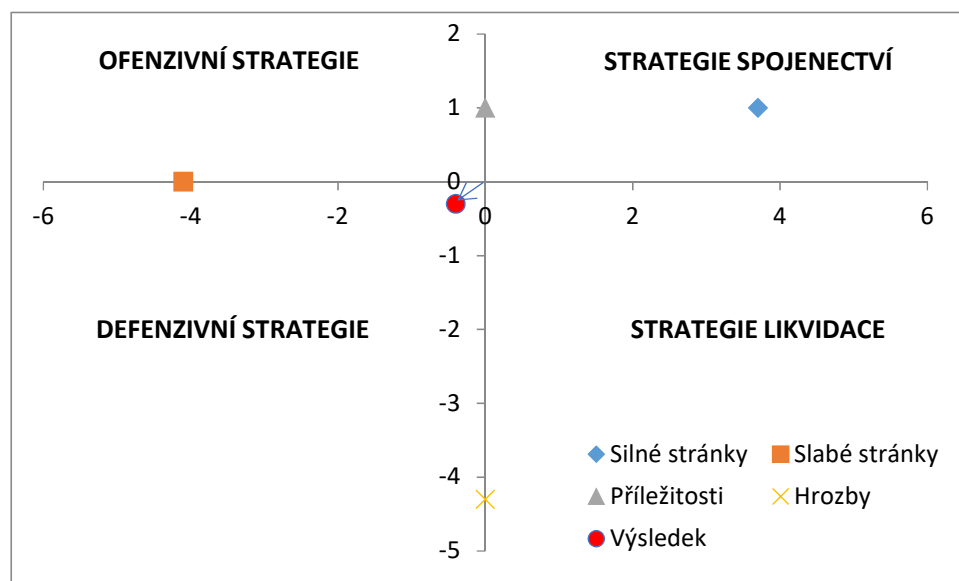 2
OFENZIVNÍ STRATEGIE STRATEGIE SPOJENECTVÍ
1
0
-6 -4 -2 0 2 4 6
-1
-2
DEFENZIVNÍ STRATEGIE STRATEGIE LIKVIDACE
-3
Silné stránky Slabé stránky
-4
Příležitosti Hrozby
Výsledek
-5